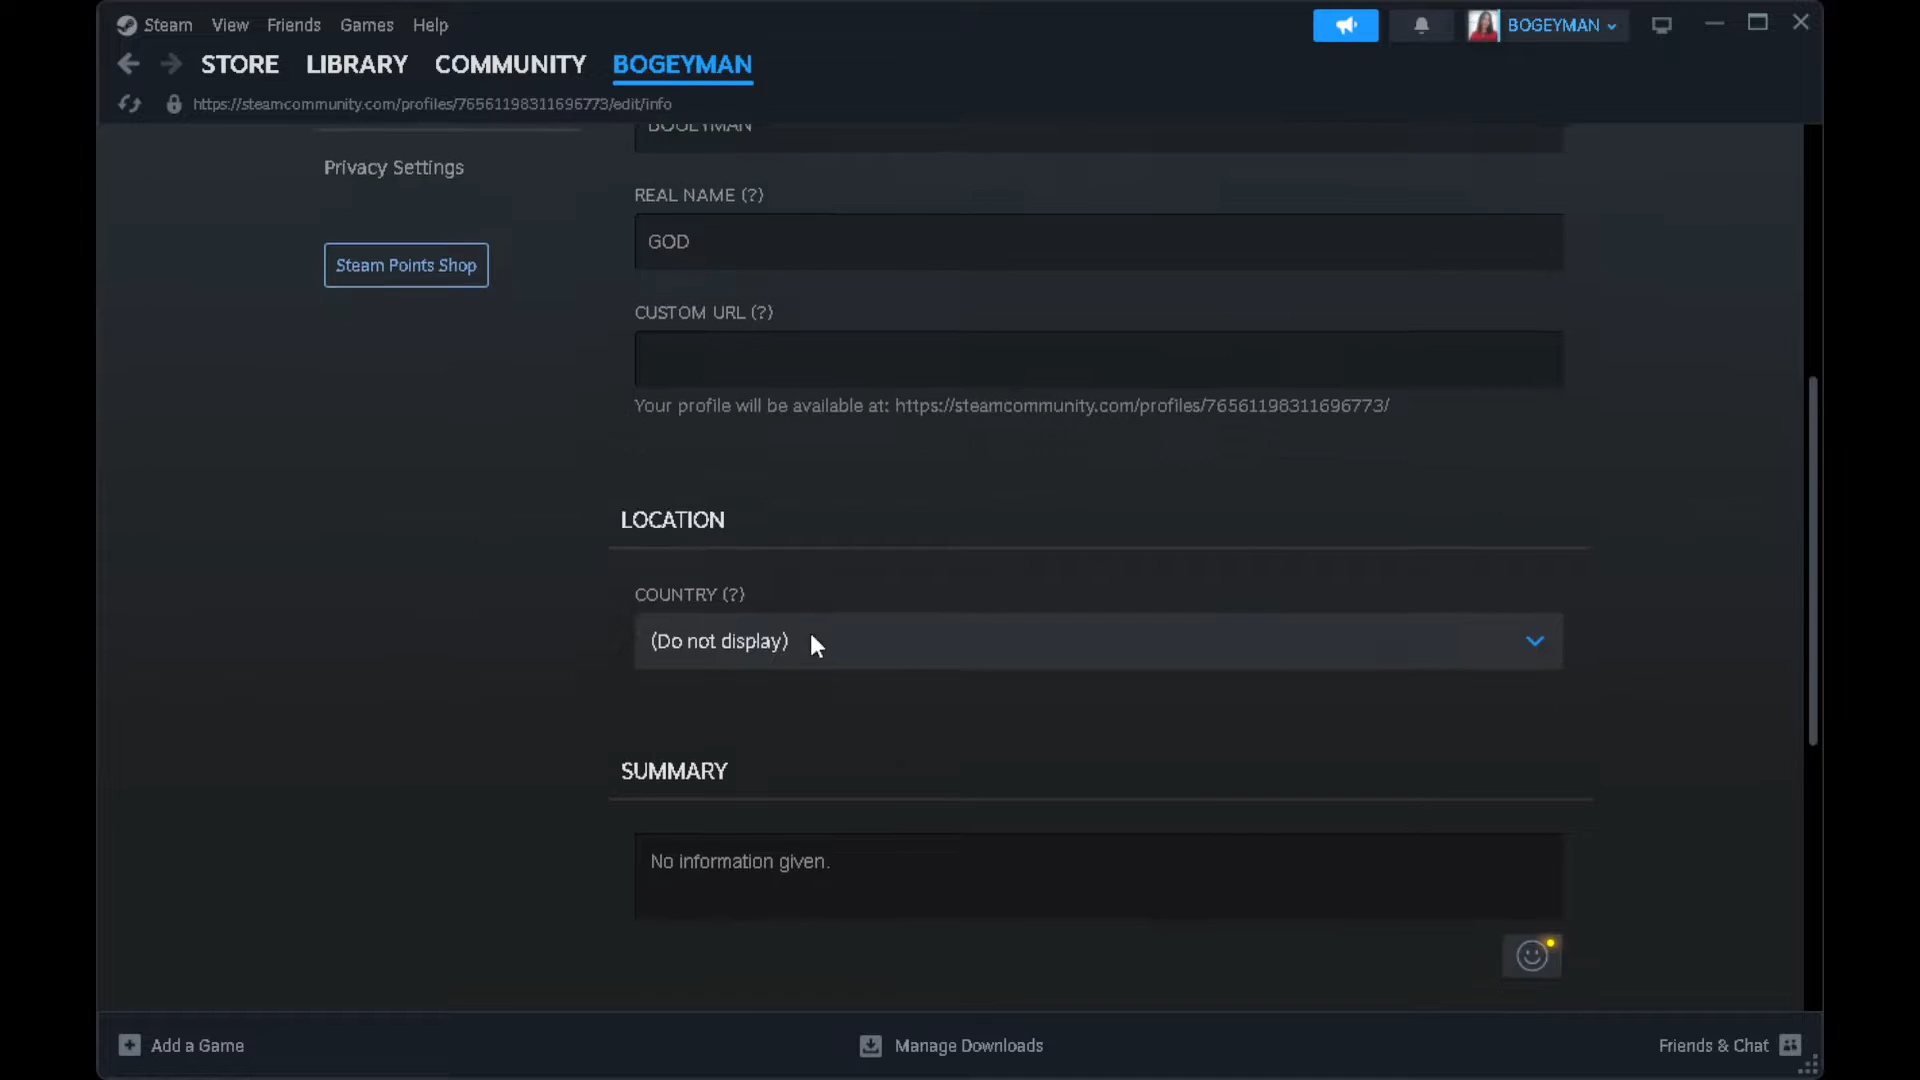 Steam View Friends Games Help
BOGEYMAN
STORE LIBRARY COMMUNITY BOGEYMAN
https://steamcommunity.com/profiles/76561198311696773/edit/info
BOGEYMAN
Privacy Settings
REAL NAME (?)
GOD
Steam Points Shop
CUSTOM URL (?)
Your profile will be available at: https://steamcommunity.com/profiles/76561198311696773/
LOCATION
COUNTRY (?)
(Do not display)
SUMMARY
No information given.
Add a Game
Manage Downloads
Friends & Chat